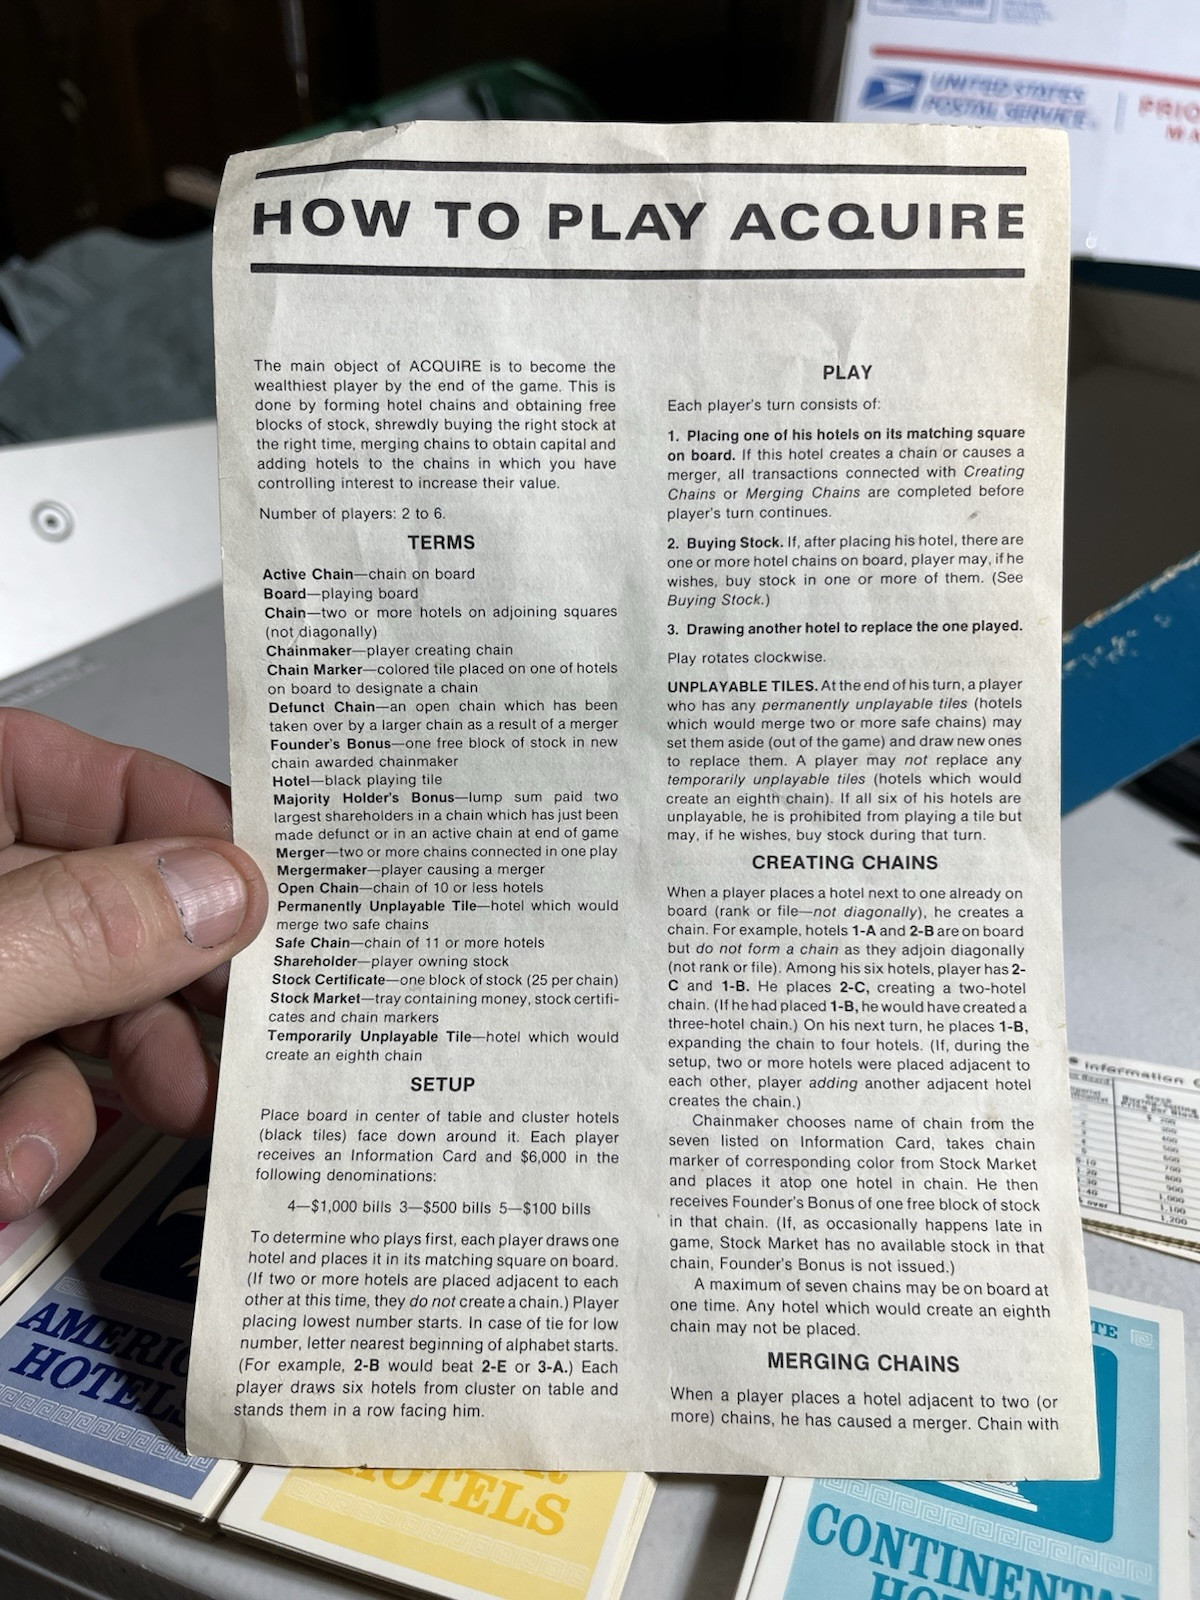 UNITED STATES
POSTAL SERVICE
HOW TO PLAY ACQUIRE
The main object of ACQUIRE is to become the
wealthiest player by the end of the game. This is
done by forming hotel chains and obtaining free
blocks of stock, shrewdly buying the right stock at
the right time, merging chains to obtain capital and
adding hotels to the chains in which you have
controlling interest to increase their value.
Number of players: 2 to 6.
TERMS
Active Chain—chain on board
Board—playing board
Chain—two or more hotels on adjoining squares
(not diagonally)
Chainmaker—player creating chain
Chain Marker—colored tile placed on one of hotels
on board to designate a chain
Defunct Chain—an open chain which has been
taken over by a larger chain as a result of a merger
Founder's Bonus—one free block of stock in new
chain awarded chainmaker
Hotel—black playing tile
Majority Holder's Bonus—lump sum paid two
largest shareholders in a chain which has just been
made defunct or in an active chain at end of game
Merger—two or more chains connected in one play
Mergermaker—player causing a merger
Open Chain—chain of 10 or less hotels
Permanently Unplayable Tile—hotel which would
merge two safe chains
Safe Chain—chain of 11 or more hotels
Shareholder—player owning stock
Stock Certificate—one block of stock (25 per chain)
Stock Market—tray containing money, stock certifi-
cates and chain markers
Temporarily Unplayable Tile—hotel which would
create an eighth chain
SETUP
Place board in center of table and cluster hotels
(black tiles) face down around it. Each player
receives an Information Card and $6,000 in the
following denominations:
4—$1,000 bills 3—$500 bills 5—$100 bills
To determine who plays first, each player draws one
hotel and places it in its matching square on board.
(If two or more hotels are placed adjacent to each
other at this time, they do not create a chain.) Player
placing lowest number starts. In case of tie for low
number, letter nearest beginning of alphabet starts.
(For example, 2-B would beat 2-E or 3-A.) Each
player draws six hotels from cluster on table and
stands them in a row facing him.
PLAY
Each player's turn consists of:
1. Placing one of his hotels on its matching square
on board. If this hotel creates a chain or causes a
merger, all transactions connected with Creating
Chains or Merging Chains are completed before
player's turn continues.
2. Buying Stock. If, after placing his hotel, there are
one or more hotel chains on board, player may, if he
wishes, buy stock in one or more of them. (See
Buying Stock.)
3. Drawing another hotel to replace the one played.
Play rotates clockwise.
UNPLAYABLE TILES. At the end of his turn, a player
who has any permanently unplayable tiles (hotels
which would merge two or more safe chains) may
set them aside (out of the game) and draw new ones
to replace them. A player may not replace any
temporarily unplayable tiles (hotels which would
create an eighth chain). If all six of his hotels are
unplayable, he is prohibited from playing a tile but
may, if he wishes, buy stock during that turn.
CREATING CHAINS
When a player places a hotel next to one already on
board (rank or file—not diagonally), he creates a
chain. For example, hotels 1-A and 2-B are on board
but do not form a chain as they adjoin diagonally
(not rank or file). Among his six hotels, player has 2-
C and 1-B. He places 2-C, creating a two-hotel
chain. (If he had placed 1-B, he would have created a
three-hotel chain.) On his next turn, he places 1-B,
expanding the chain to four hotels. (If, during the
setup, two or more hotels were placed adjacent to
each other, player adding another adjacent hotel
creates the chain.)
Chainmaker chooses name of chain from the
seven listed on Information Card, takes chain
marker of corresponding color from Stock Market
and places it atop one hotel in chain. He then
receives Founder's Bonus of one free block of stock
in that chain. (If, as occasionally happens late in
game, Stock Market has no available stock in that
chain, Founder's Bonus is not issued.)
A maximum of seven chains may be on board at
one time. Any hotel which would create an eighth
chain may not be placed.
MERGING CHAINS
When a player places a hotel adjacent to two (or
more) chains, he has caused a merger. Chain with
Information
1,000
1,100
1,200
HOTELS
CONTINENTAL